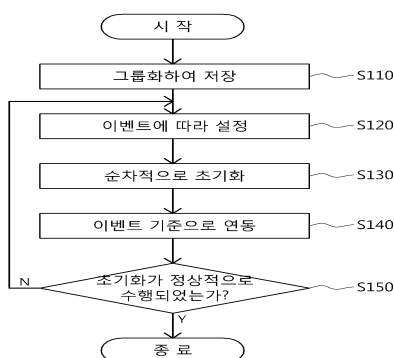 시 작
그룹화하여 저장
S110
이벤트에 따라 설정
S120
순차적으로 초기화
S130
이벤트 기준으로 연동
S140
초기화가 정상적으로
수행되었는가?
S150
N
Y
종 료